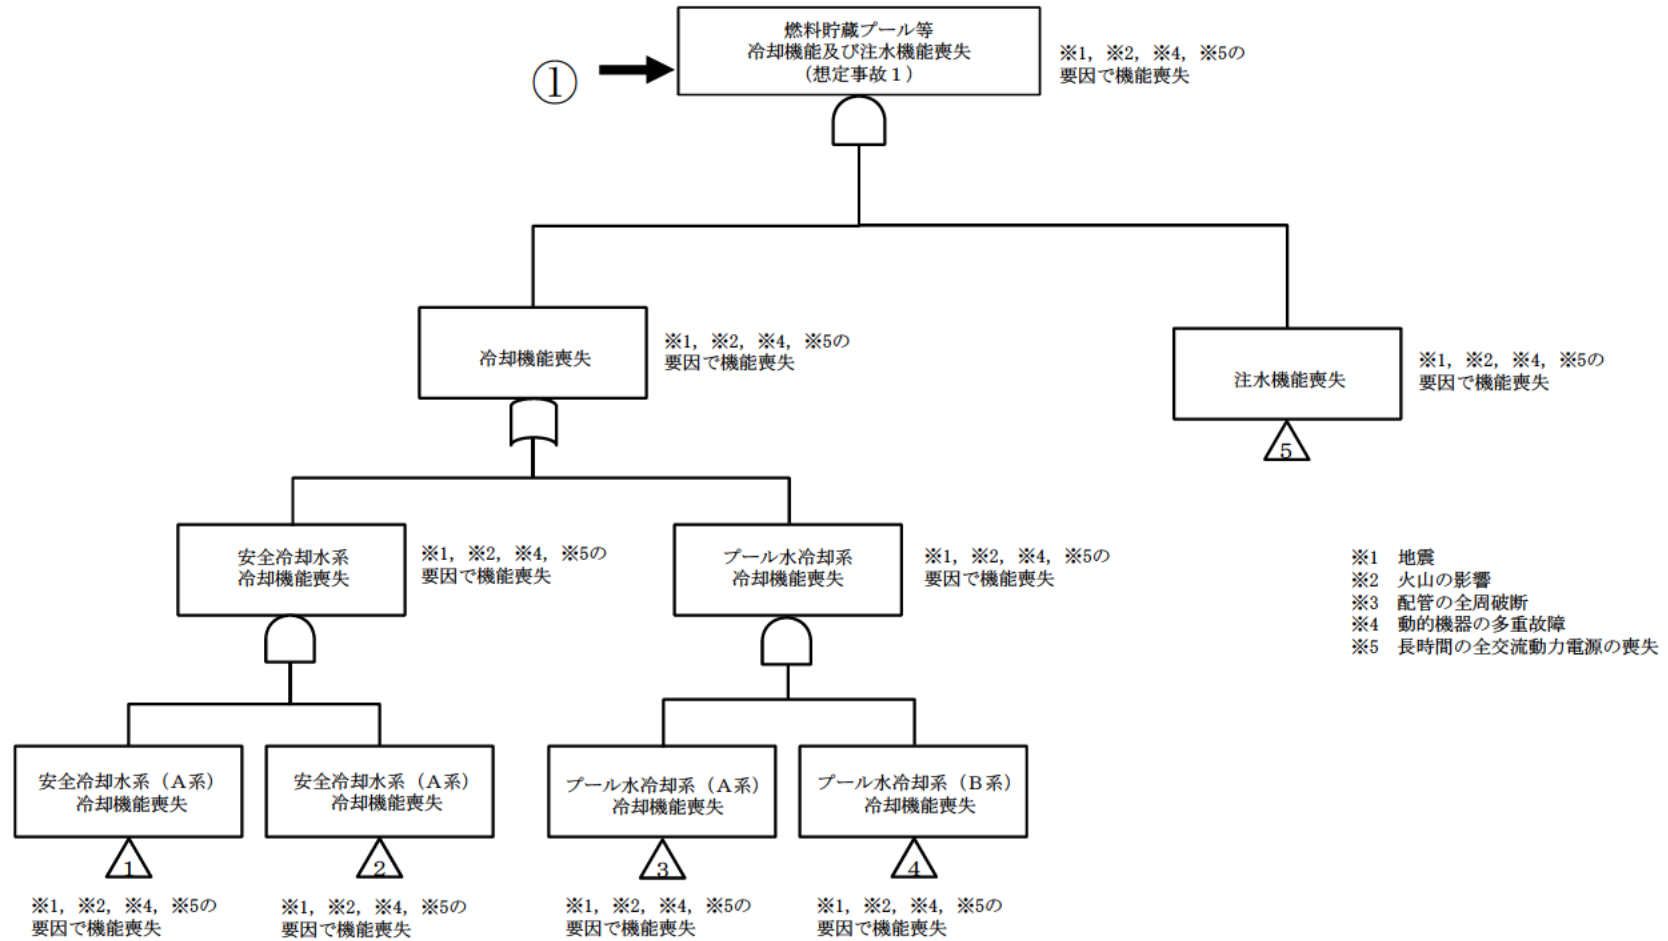 燃料貯蔵プール等
冷却機能及び注水機能喪失
（想定事故１）
※1，※2，※4，※5の
要因で機能喪失
①
冷却機能喪失
※1，※2，※4，※5の
要因で機能喪失
注水機能喪失
※1，※2，※4，※5の
要因で機能喪失
5
安全冷却水系
冷却機能喪失
※1，※2，※4，※5の
要因で機能喪失
プール水冷却系
冷却機能喪失
※1，※2，※4，※5の
要因で機能喪失
※1　地震
※2　火山の影響
※3　配管の全周破断
※4　動的機器の多重故障
※5　長時間の全交流動力電源の喪失
安全冷却水系（Ａ系）
冷却機能喪失
1
※1，※2，※4，※5の
要因で機能喪失
安全冷却水系（Ａ系）
冷却機能喪失
2
※1，※2，※4，※5の
要因で機能喪失
プール水冷却系（Ａ系）
冷却機能喪失
3
※1，※2，※4，※5の
要因で機能喪失
プール水冷却系（Ｂ系）
冷却機能喪失
4
※1，※2，※4，※5の
要因で機能喪失